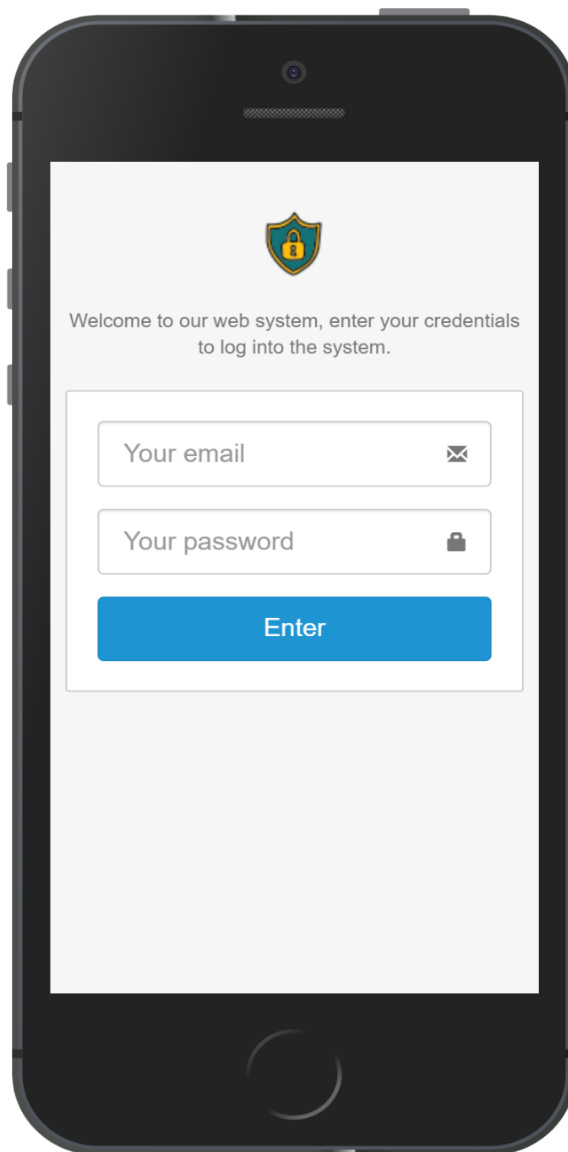 Welcome to our web system, enter your credentials
to log into the system.
Your email
Your password
Enter